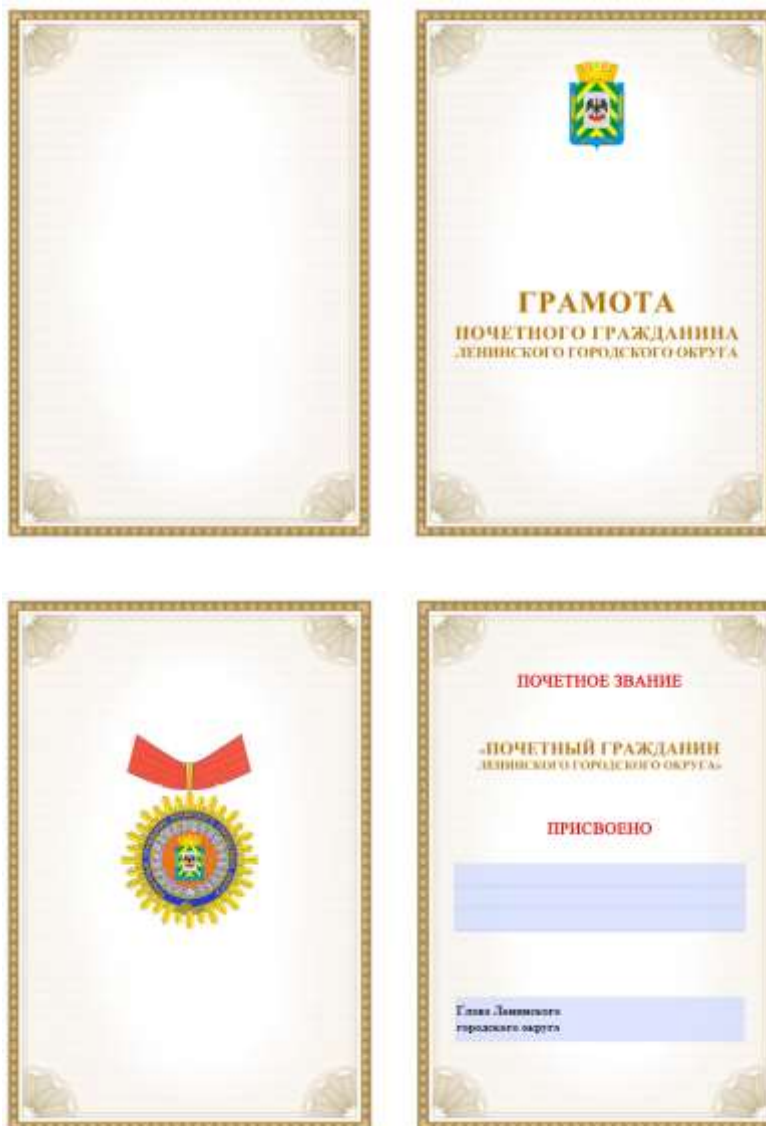 ГРАМОТА
ПОЧЕТНОГО ГРАЖДАНИНА
ЛЕНИНСКОГО ГОРОДСКОГО ОКРУГА
ПОЧЕТНОЕ ЗВАНИЕ
«ПОЧЕТНЫЙ ГРАЖДАНИН
ЛЕНИНСКОГО ГОРОДСКОГО ОКРУГА»
ПРИСВОЕНО
Глава Ленинского
городского округа